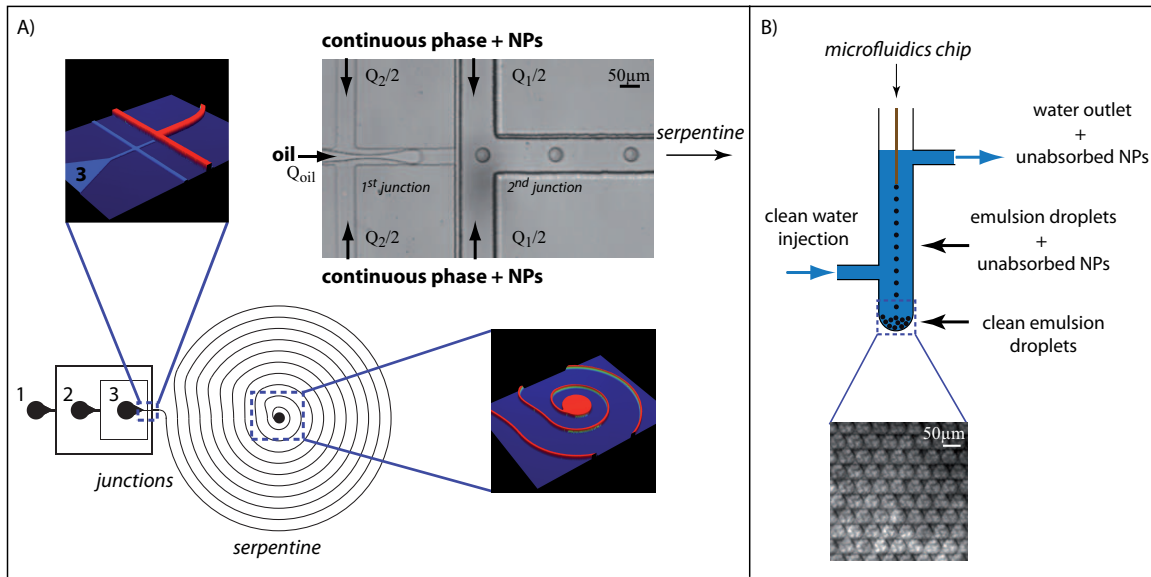 A)
continuous phase + NPs
Q2/2
Q1/2
50µm
3
oil
Qoil
serpentine
1st junction
2nd junction
Q2/2
Q1/2
continuous phase + NPs
1
2
3
junctions
serpentine
B)
microfluidics chip
water outlet
+
unabsorbed NPs
clean water
injection
emulsion droplets
+
unabsorbed NPs
clean emulsion
droplets
50µm